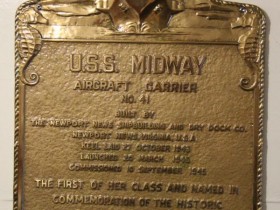 U.S.S. MIDWAY
AIRCRAFT CARRIER
NO. 41
BUILT BY
THE NEWPORT NEWS SHIPBUILDING AND DRY DOCK CO.
NEWPORT NEWS, VIRGINIA, U.S.A.
KEEL LAID 27 OCTOBER 1943
LAUNCHED 20 MARCH 1945
COMMISSIONED 10 SEPTEMBER 1945
THE FIRST OF HER CLASS AND NAMED IN
COMMEMORATION OF THE HISTORIC